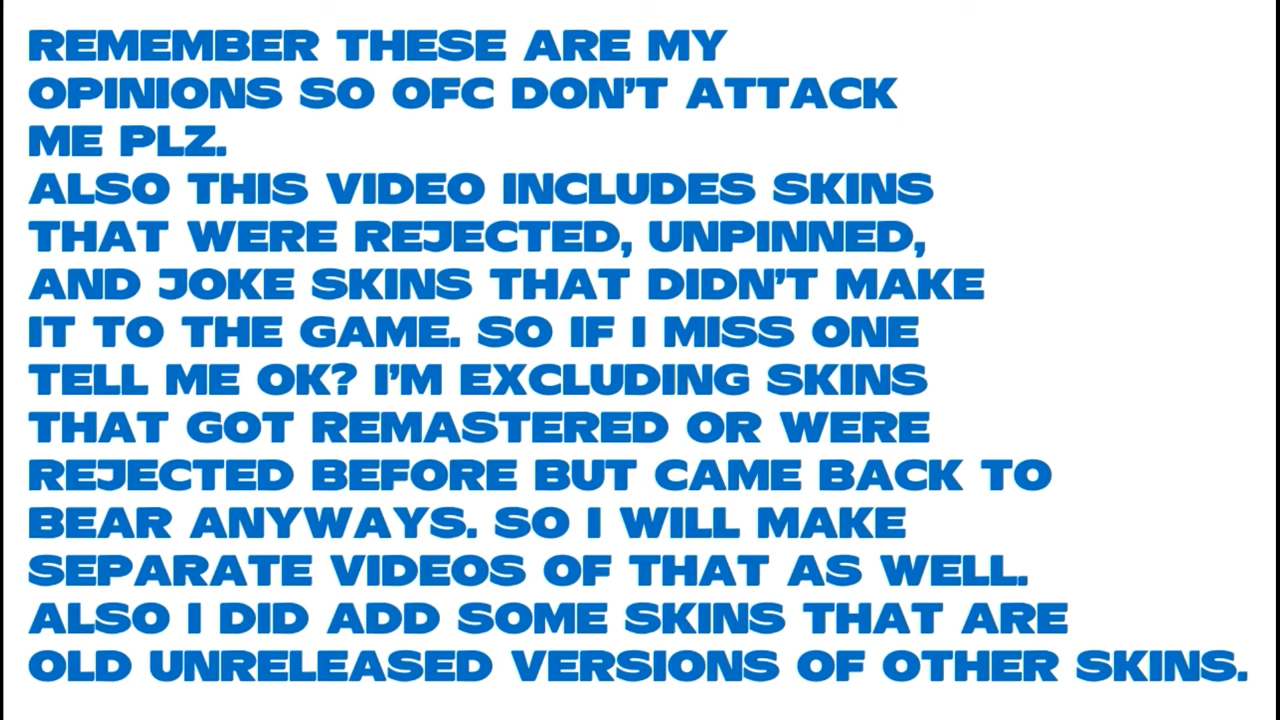 REMEMBER THESE ARE MY
OPINIONS SO OFC DON'T ATTACK
ME PLZ.
ALSO THIS VIDEO INCLUDES SKINS
THAT WERE REJECTED, UNPINNED,
AND JOKE SKINS THAT DIDN'T MAKE
IT TO THE GAME. SO IF I MISS ONE
TELL ME OK? I'M EXCLUDING SKINS
THAT GOT REMASTERED OR WERE
REJECTED BEFORE BUT CAME BACK TO
BEAR ANYWAYS. SO I WILL MAKE
SEPARATE VIDEOS OF THAT AS WELL.
ALSO I DID ADD SOME SKINS THAT ARE
OLD UNRELEASED VERSIONS OF OTHER SKINS.